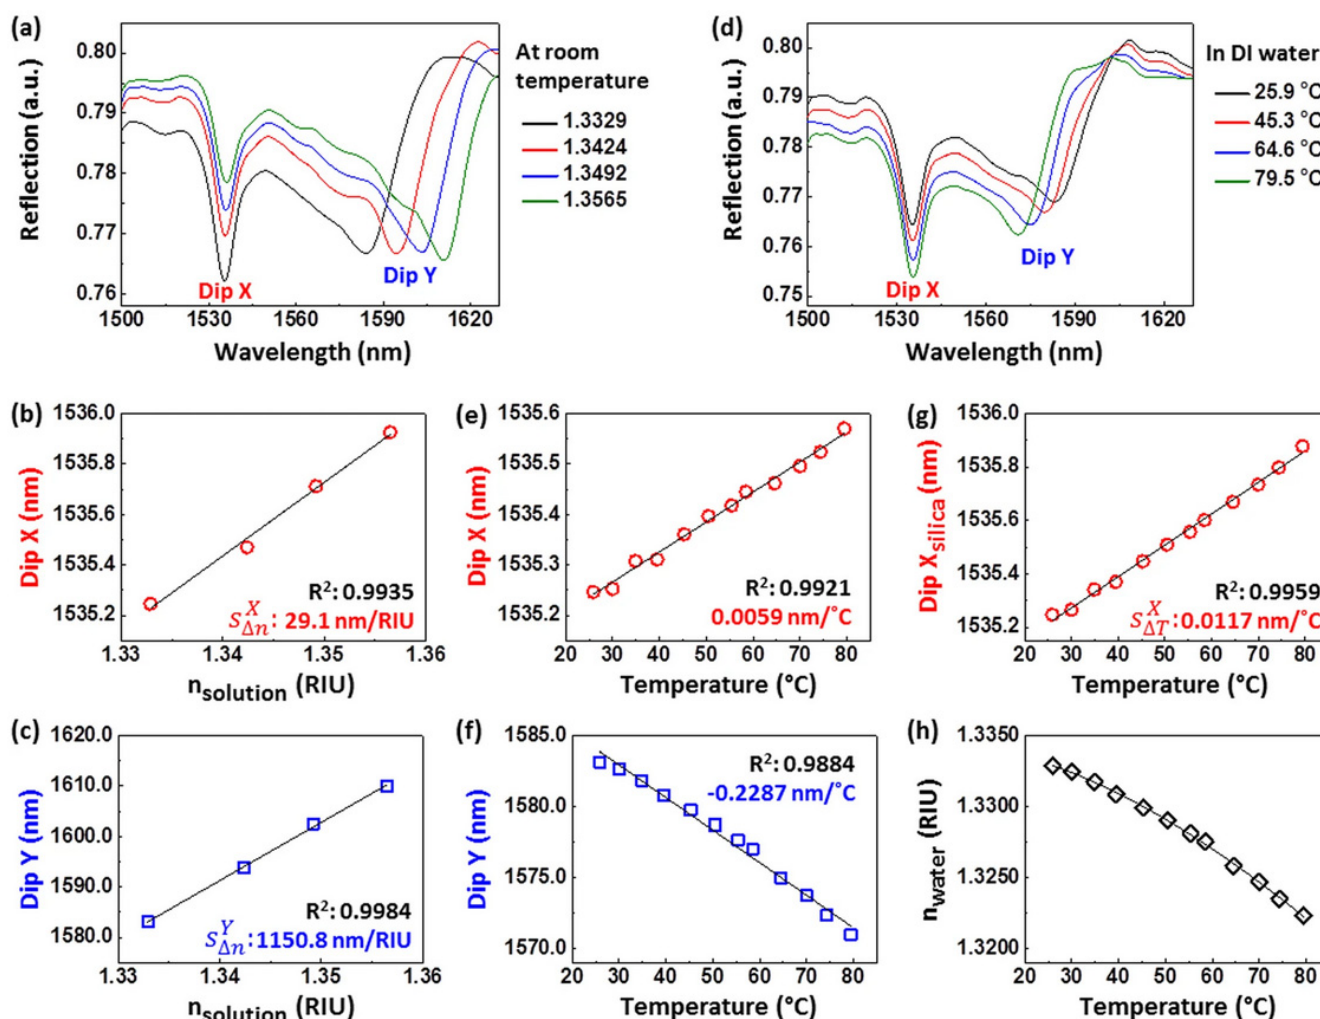 (a)
0.80
0.79
0.78
0.77
0.76
Reflection (a.u.)
1500 1530 1560 1590 1620
Wavelength (nm)
Dip X
Dip Y
At room
temperature
1.3329
1.3424
1.3492
1.3565
(d)
0.80
0.79
0.78
0.77
0.76
0.75
Reflection (a.u.)
1500 1530 1560 1590 1620
Wavelength (nm)
Dip X
Dip Y
In DI water
25.9 °C
45.3 °C
64.6 °C
79.5 °C
(b)
1536.0
1535.8
1535.6
1535.4
1535.2
Dip X (nm)
R²: 0.9935
S^X_Δn: 29.1 nm/RIU
1.33 1.34 1.35 1.36
n_solution (RIU)
(e)
1535.6
1535.5
1535.4
1535.3
1535.2
Dip X (nm)
R²: 0.9921
0.0059 nm/°C
20 30 40 50 60 70 80
Temperature (°C)
(g)
1536.0
1535.8
1535.6
1535.4
1535.2
Dip X_silica (nm)
R²: 0.9959
S^X_ΔT: 0.0117 nm/°C
20 30 40 50 60 70 80
Temperature (°C)
(c)
1620.0
1610.0
1600.0
1590.0
1580.0
Dip Y (nm)
R²: 0.9984
S^Y_Δn: 1150.8 nm/RIU
1.33 1.34 1.35 1.36
n_solution (RIU)
(f)
1585.0
1580.0
1575.0
1570.0
Dip Y (nm)
R²: 0.9884
-0.2287 nm/°C
20 30 40 50 60 70 80
Temperature (°C)
(h)
1.3350
1.3300
1.3250
1.3200
n_water (RIU)
20 30 40 50 60 70 80
Temperature (°C)